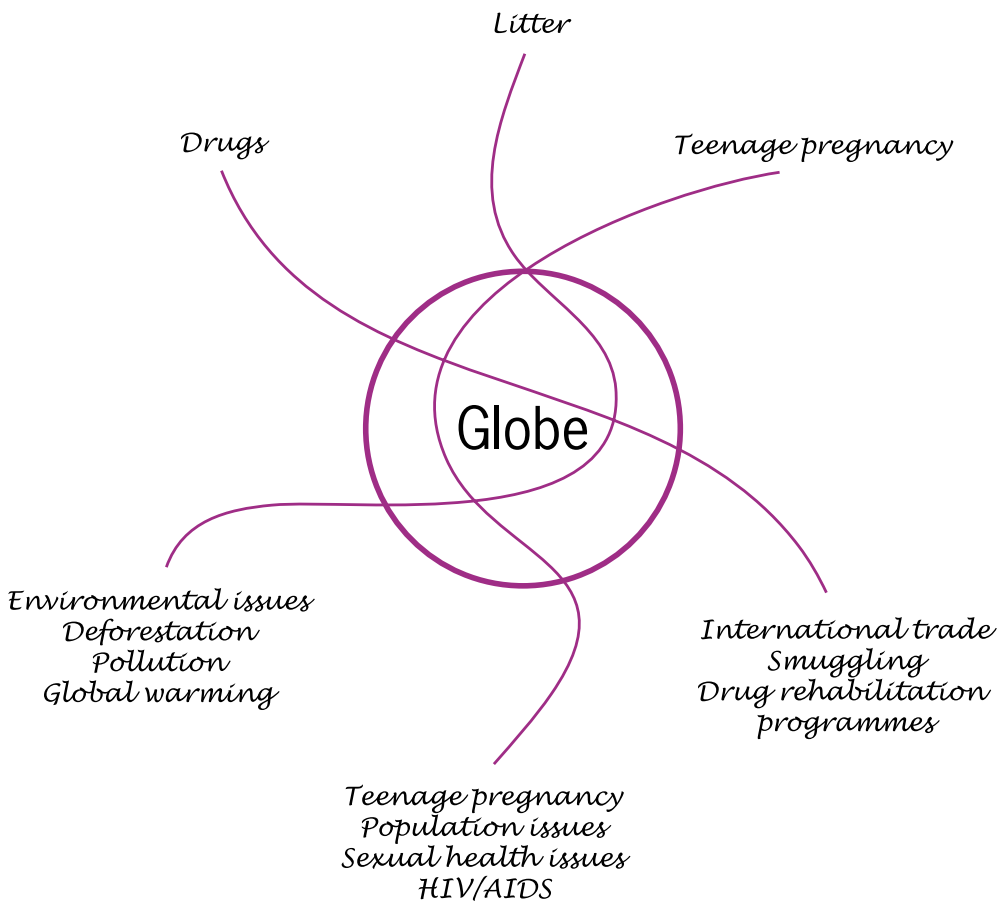 Litter
Drugs
Teenage pregnancy
Globe
Environmental issues
Deforestation
Pollution
Global warming
International trade
Smuggling
Drug rehabilitation
programmes
Teenage pregnancy
Population issues
Sexual health issues
HIV/AIDS